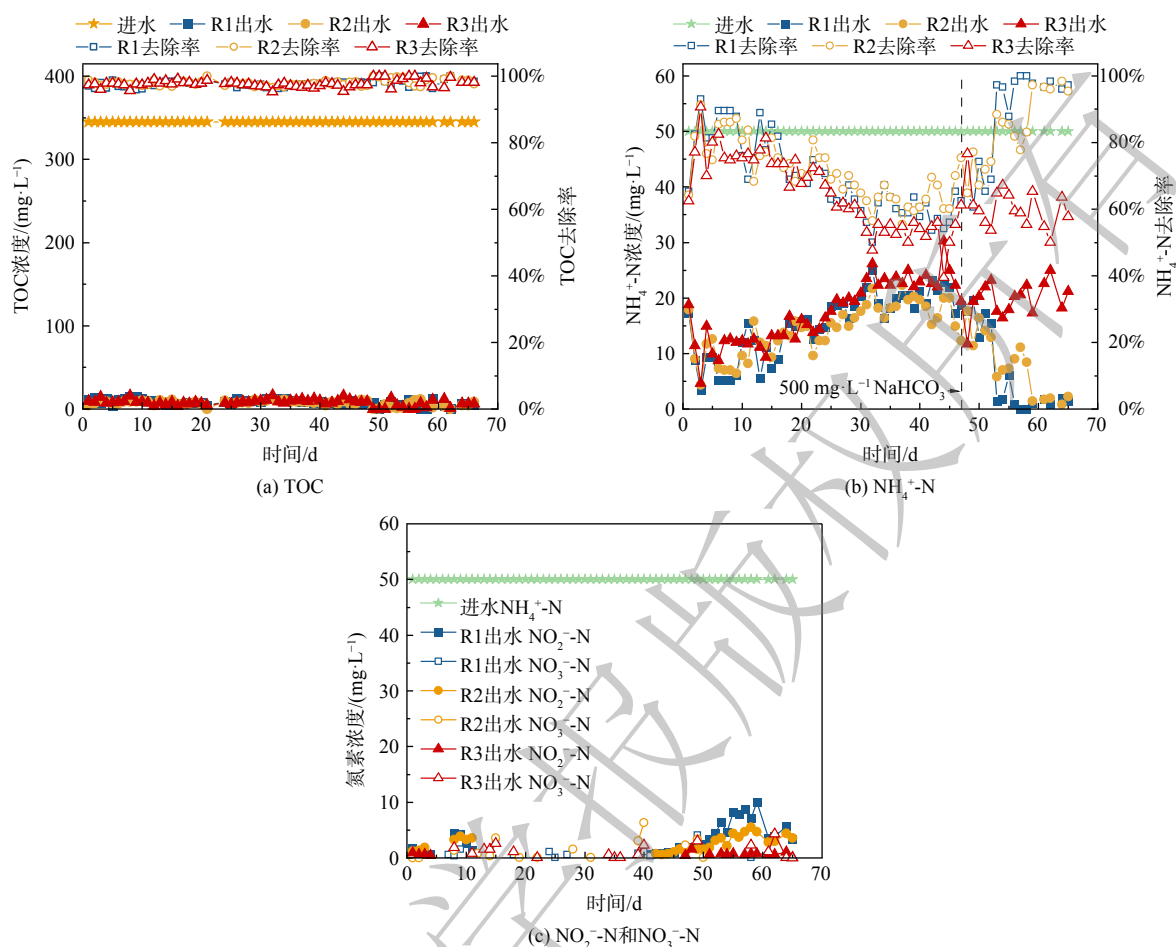 进水 R1出水 R2出水 R3出水
R1去除率 R2去除率 R3去除率
400
300
200
100
0
100%
80%
60%
40%
20%
0%
TOC浓度/(mg·L⁻¹)
TOC去除率
0 10 20 30 40 50 60 70
时间/d
(a) TOC
进水 R1出水 R2出水 R3出水
R1去除率 R2去除率 R3去除率
60
50
40
30
20
10
0
100%
80%
60%
40%
20%
0%
NH₄⁺-N浓度/(mg·L⁻¹)
NH₄⁺-N去除率
500 mg·L⁻¹ NaHCO₃
0 10 20 30 40 50 60 70
时间/d
(b) NH₄⁺-N
60
50
40
30
20
10
0
氮素浓度/(mg·L⁻¹)
进水NH₄⁺-N
R1出水 NO₂⁻-N
R1出水 NO₃⁻-N
R2出水 NO₂⁻-N
R2出水 NO₃⁻-N
R3出水 NO₂⁻-N
R3出水 NO₃⁻-N
0 10 20 30 40 50 60 70
时间/d
(c) NO₂⁻-N和NO₃⁻-N
学报版权所有